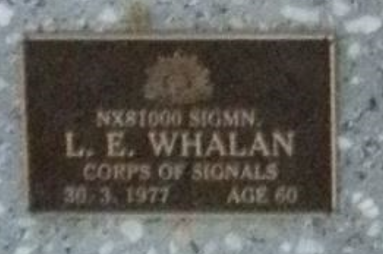 NX81000 SIGMN.
L. E. WHALAN
CORPS OF SIGNALS
30. 3. 1977 AGE 60